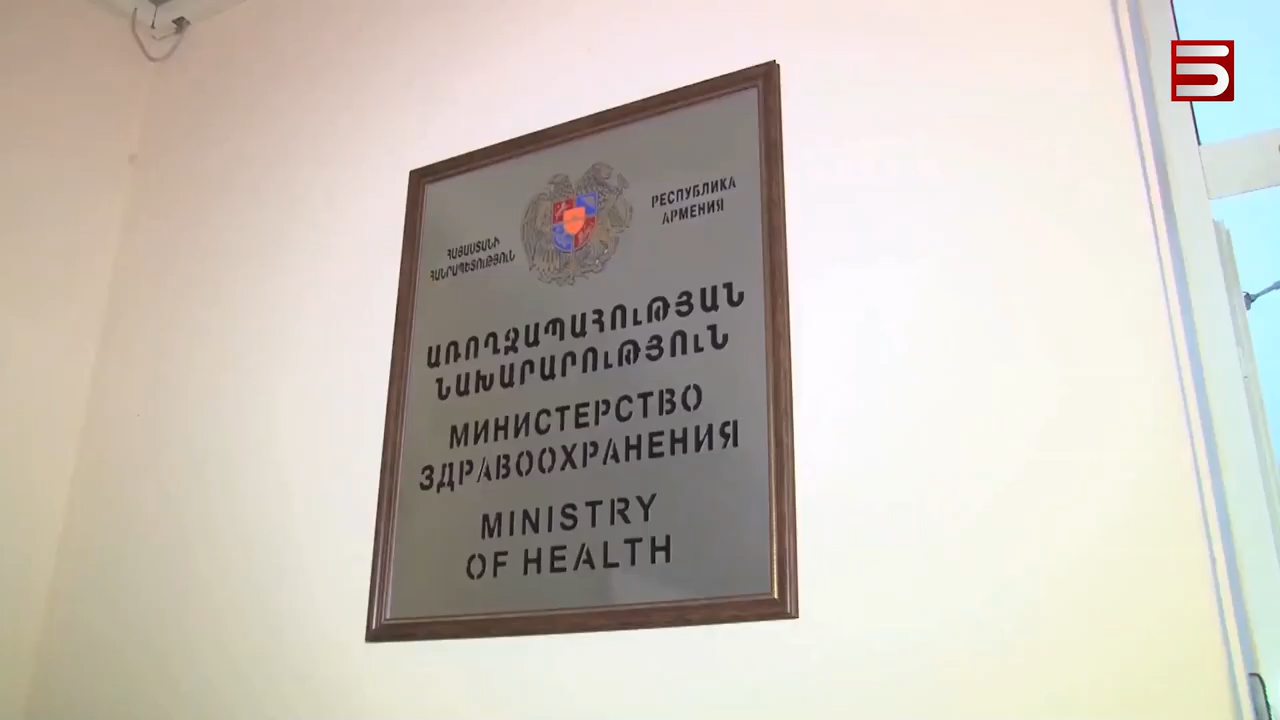 ՀԱՅԱՍՏԱՆԻ
ՀԱՆՐԱՊԵՏՈՒԹՅՈՒՆ
РЕСПУБЛИКА
АРМЕНИЯ
ԱՌՈՂՋԱՊԱՀՈՒԹՅԱՆ
ՆԱԽԱՐԱՐՈՒԹՅՈՒՆ
МИНИСТЕРСТВО
ЗДРАВООХРАНЕНИЯ
MINISTRY
OF HEALTH